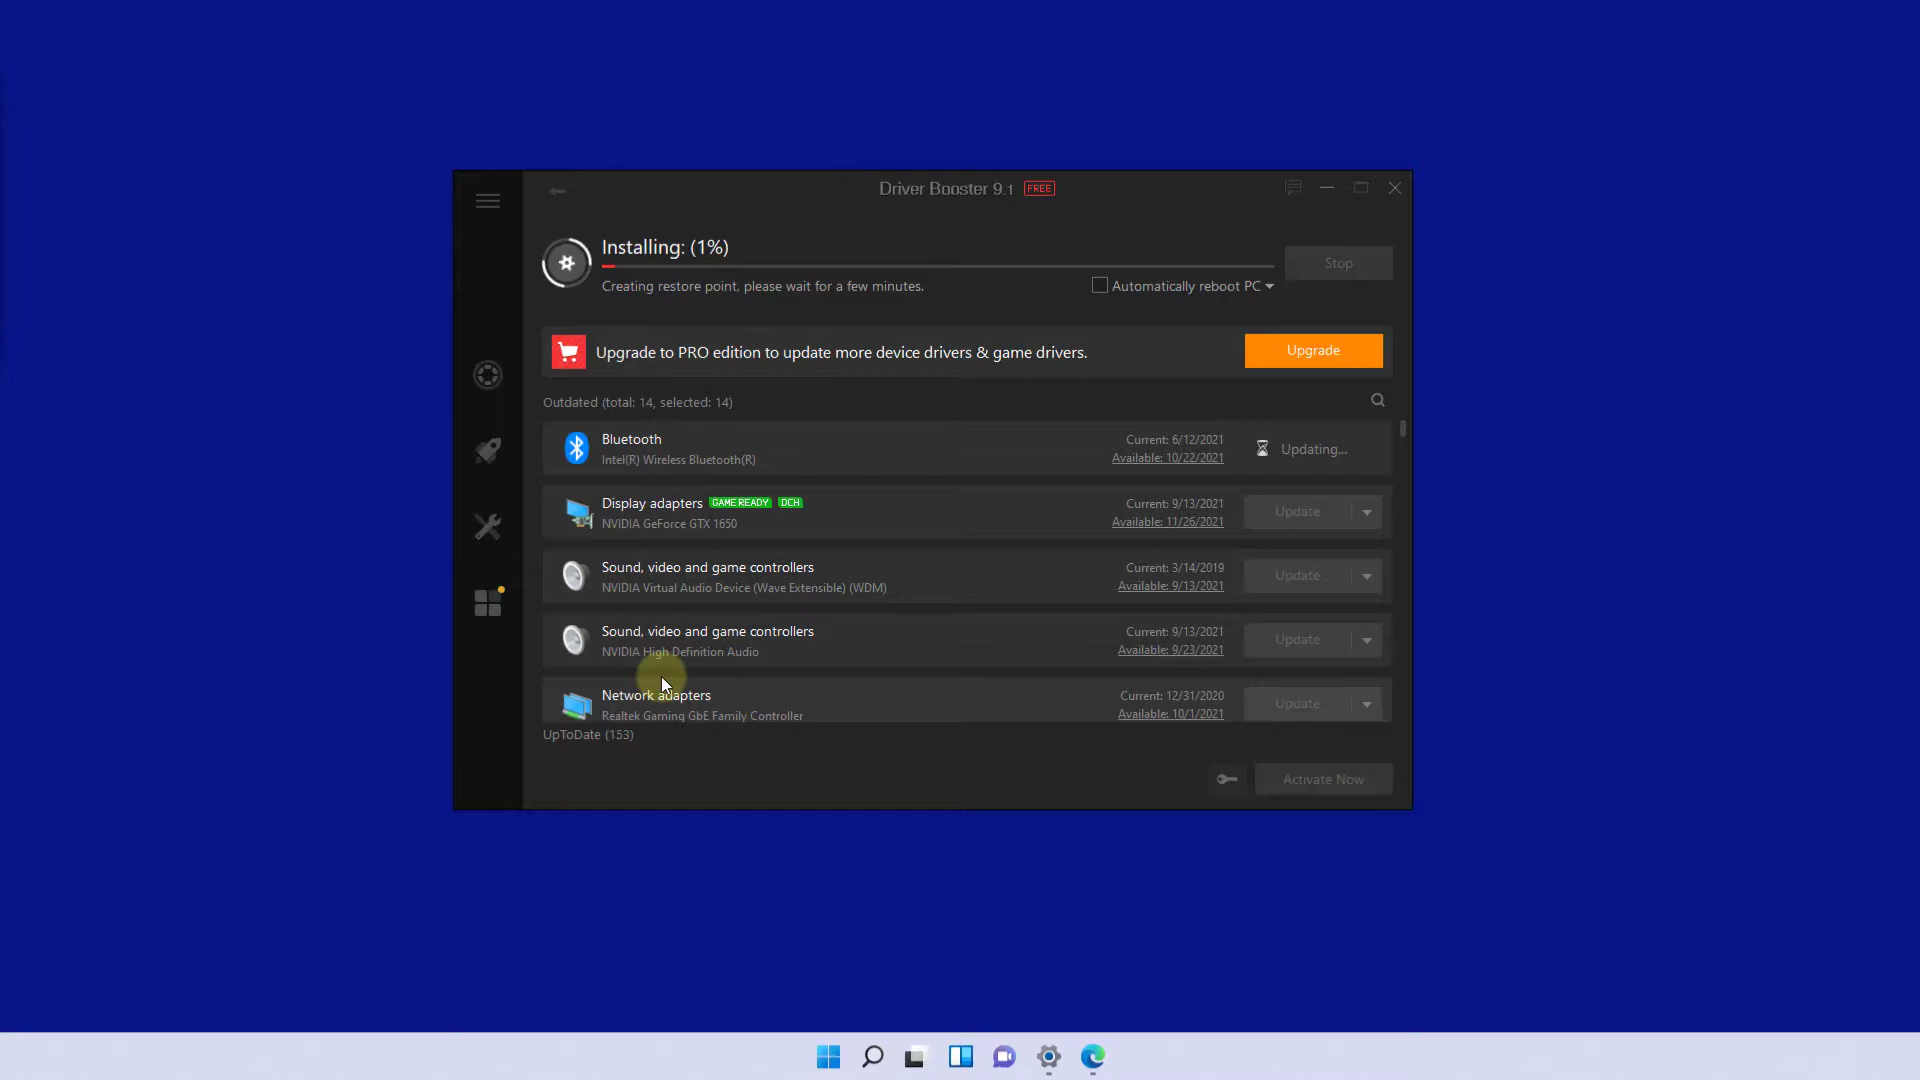 Driver Booster 9.1 FREE
Installing: (1%)
Stop
Creating restore point, please wait for a few minutes.
Automatically reboot PC
Upgrade to PRO edition to update more device drivers & game drivers.
Upgrade
Outdated (total: 14, selected: 14)
Bluetooth
Intel(R) Wireless Bluetooth(R)
Current: 6/12/2021
Available: 10/22/2021
Updating...
Display adapters GAME READY DCH
NVIDIA GeForce GTX 1650
Current: 9/13/2021
Available: 11/26/2021
Update
Sound, video and game controllers
NVIDIA Virtual Audio Device (Wave Extensible) (WDM)
Current: 3/14/2019
Available: 9/13/2021
Update
Sound, video and game controllers
NVIDIA High Definition Audio
Current: 9/13/2021
Available: 9/23/2021
Update
Network adapters
Realtek Gaming GbE Family Controller
Current: 12/31/2020
Available: 10/1/2021
Update
UpToDate (153)
Activate Now